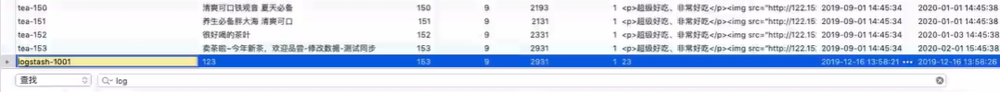 tea-150 清爽可口铁观音 夏天必备 150 9 2193 1 <p>超级好吃、非常好吃</p><img src="http://122.15: 2019-09-01 14:45:34 2020-01-01 14:45:38
tea-151 养生必备胖大海 清爽可口 151 9 2131 1 <p>超级好吃、非常好吃</p><img src="http://122.15: 2019-09-01 14:45:34 2020-01-01 14:45:38
tea-152 很好喝的茶叶 152 9 2331 1 <p>超级好吃、非常好吃</p><img src="http://122.15: 2019-09-01 14:45:34 2020-01-03 14:45:38
tea-153 卖茶啦~今年新茶，欢迎品尝-修改数据-测试同步 153 9 2931 1 <p>超级好吃、非常好吃</p><img src="http://122.15: 2019-09-01 14:45:34 2020-02-01 15:45:38
logstash-1001 123 153 9 2931 1 23 2019-12-16 13:58:21 ••• 2019-12-16 13:58:26
查找 log